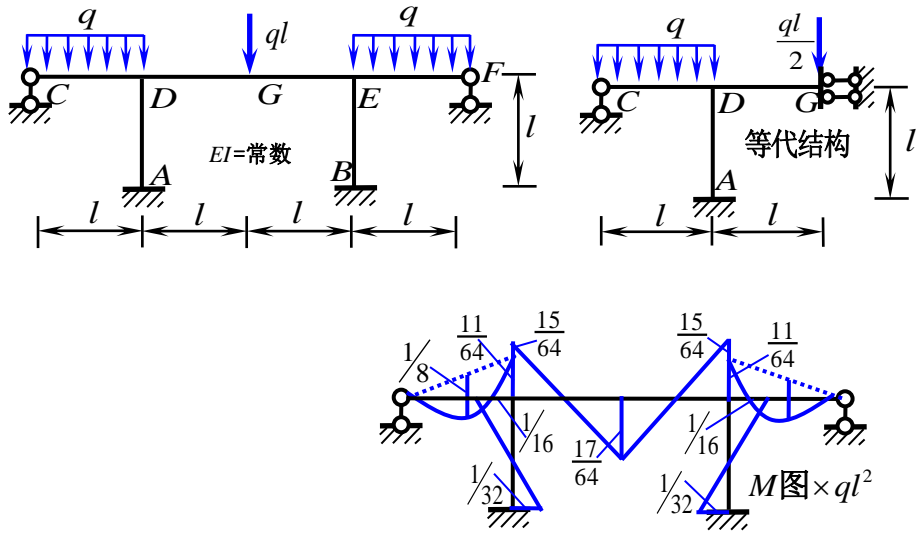 q
ql
q
C
D
G
E
F
EI=常数
A
B
l
l
l
l
l
q
ql/2
C
D
G
等代结构
A
l
l
l
1/8
11/64
15/64
15/64
11/64
1/16
17/64
1/16
1/32
1/32
M图×ql²